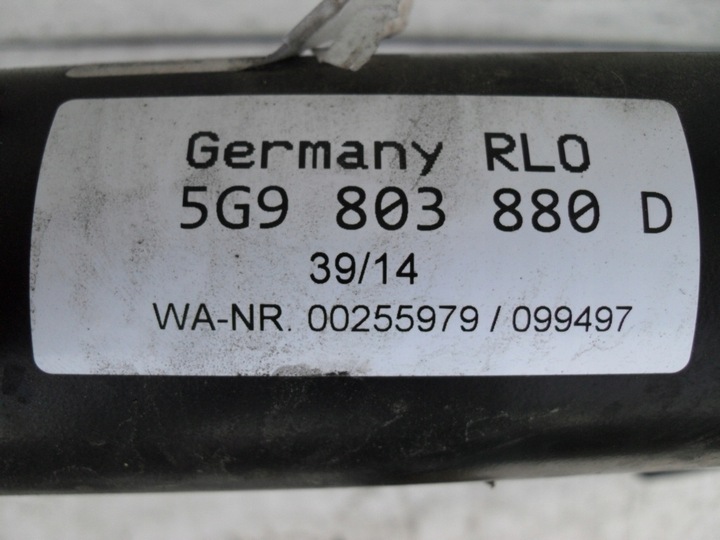 Germany RLO
5G9 803 880 D
39/14
WA-NR. 00255979 / 099497